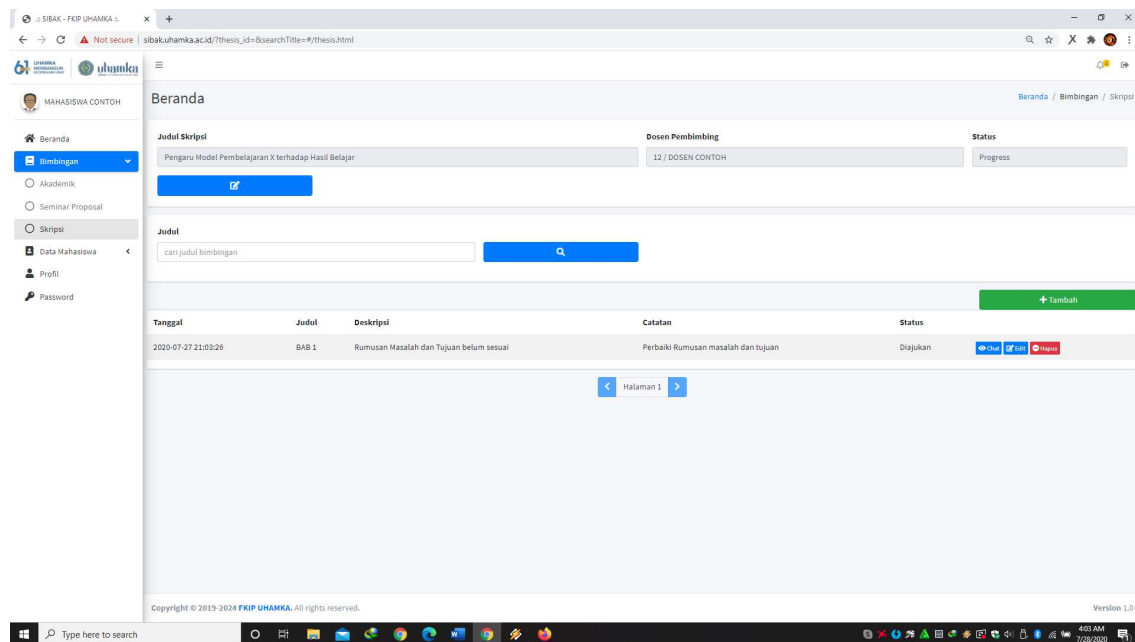 .:: SIBAK - FKIP UHAMKA ::.
Not secure sibak.uhamka.ac.id/?thesis_id=&searchTitle=#/thesis.html
61 UHAMKA uhamka
MAHASISWA CONTOH
Beranda
Bimbingan
Akademik
Seminar Proposal
Skripsi
Data Mahasiswa
Profil
Password
Beranda
Beranda / Bimbingan / Skripsi
Judul Skripsi Dosen Pembimbing Status
Pengaru Model Pembelajaran X terhadap Hasil Belajar 12 / DOSEN CONTOH Progress
Judul
cari judul bimbingan
Tambah
Tanggal Judul Deskripsi Catatan Status
2020-07-27 21:03:26 BAB 1 Rumusan Masalah dan Tujuan belum sesuai Perbaiki Rumusan masalah dan tujuan Diajukan Chat Edit Hapus
Halaman 1
Copyright © 2019-2024 FKIP UHAMKA. All rights reserved. Version 1.0
Type here to search
4:03 AM
7/28/2020